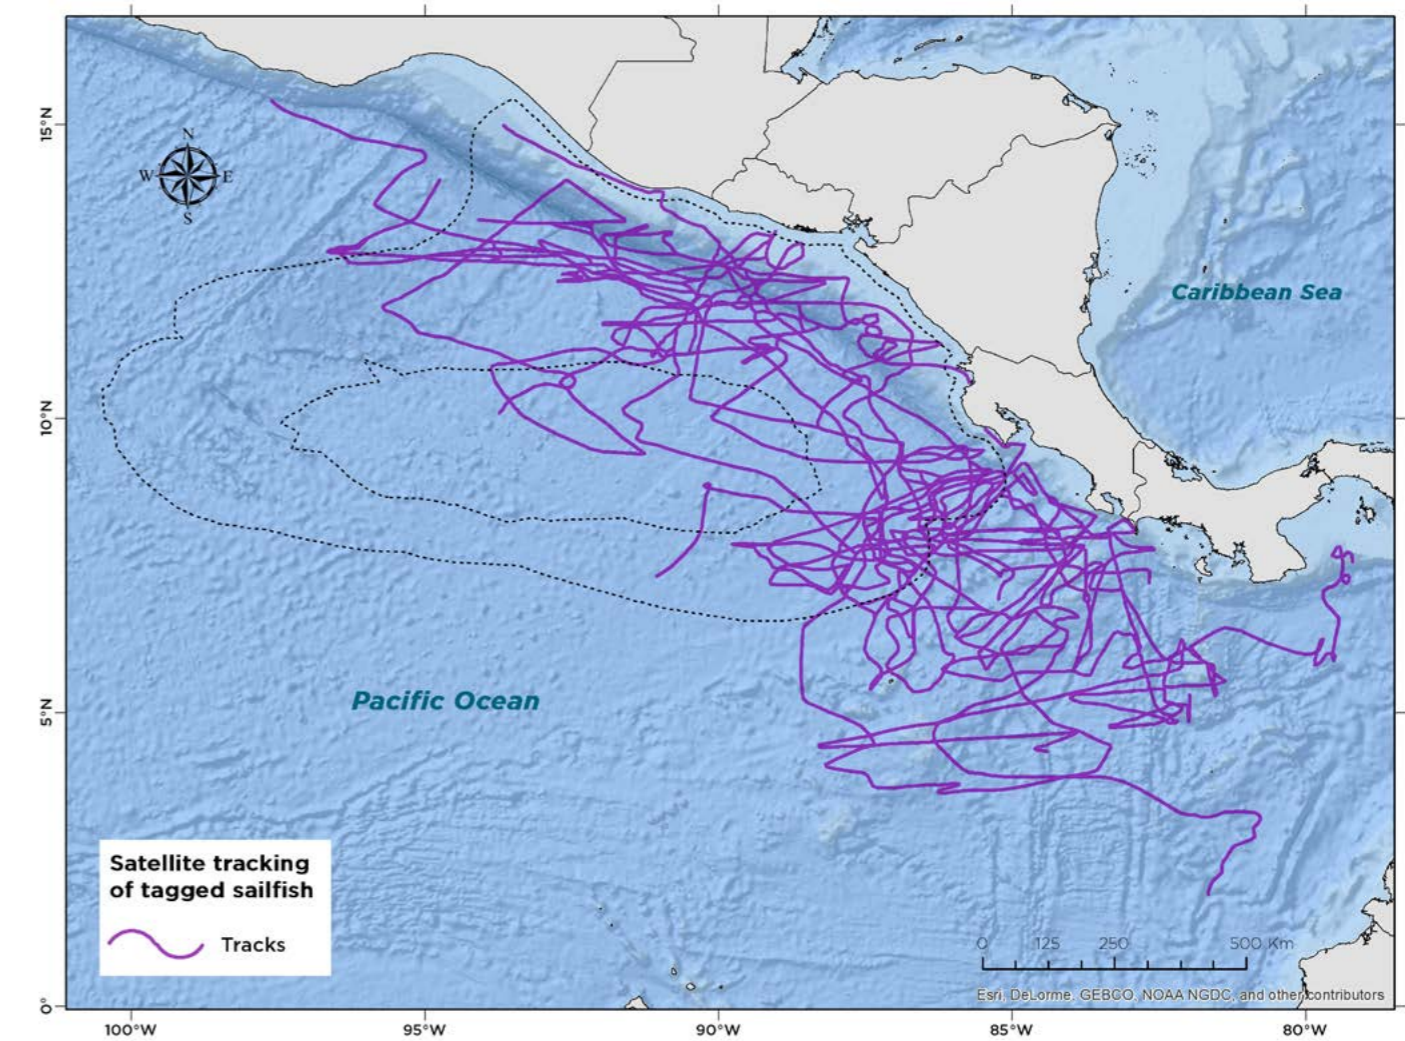 15°N
N
W
E
S
Caribbean Sea
10°N
5°N
Pacific Ocean
Satellite tracking
of tagged sailfish
Tracks
0 125 250 500 Km
Esri, DeLorme, GEBCO, NOAA NGDC, and other contributors
0°
100°W 95°W 90°W 85°W 80°W